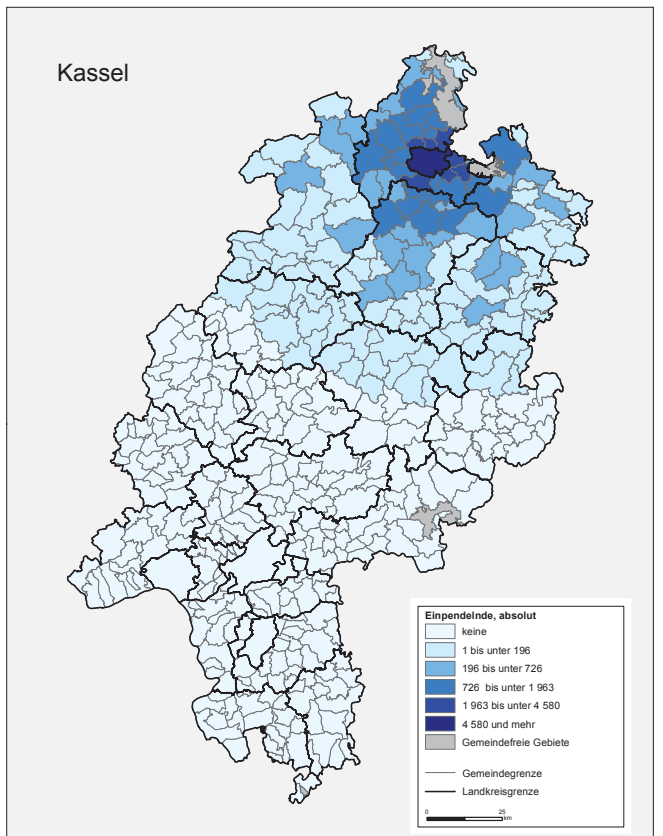 Kassel
Einpendelnde, absolut
keine
1 bis unter 196
196 bis unter 726
726 bis unter 1 963
1 963 bis unter 4 580
4 580 und mehr
Gemeindefreie Gebiete
Gemeindegrenze
Landkreisgrenze
0 25
km